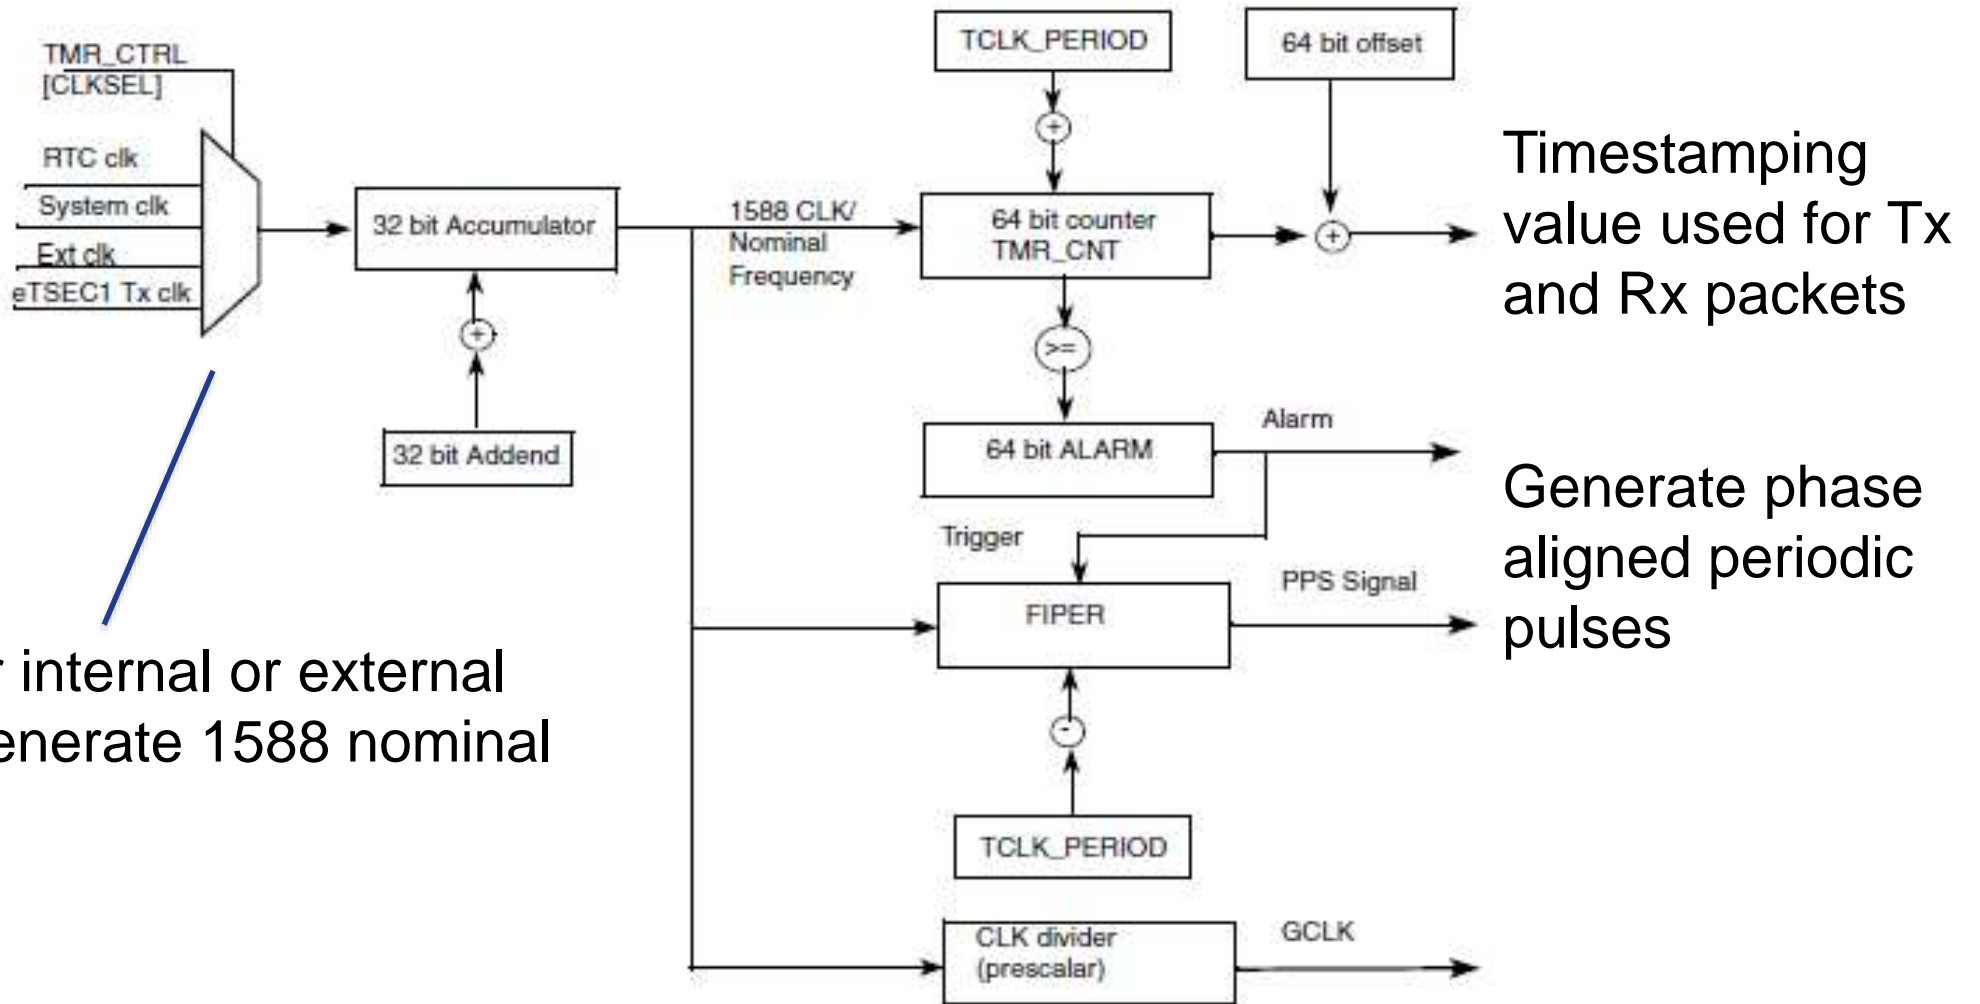 TMR_CTRL
[CLKSEL]
RTC clk
System clk
Ext clk
eTSEC1 Tx clk
32 bit Accumulator
+
32 bit Addend
1588 CLK/
Nominal
Frequency
TCLK_PERIOD
+
64 bit offset
64 bit counter
TMR_CNT
+
Timestamping
value used for Tx
and Rx packets
>=
64 bit ALARM
Alarm
Trigger
FIPER
PPS Signal
Generate phase
aligned periodic
pulses
-
TCLK_PERIOD
CLK divider
(prescalar)
GCLK
internal or external
enerate 1588 nominal